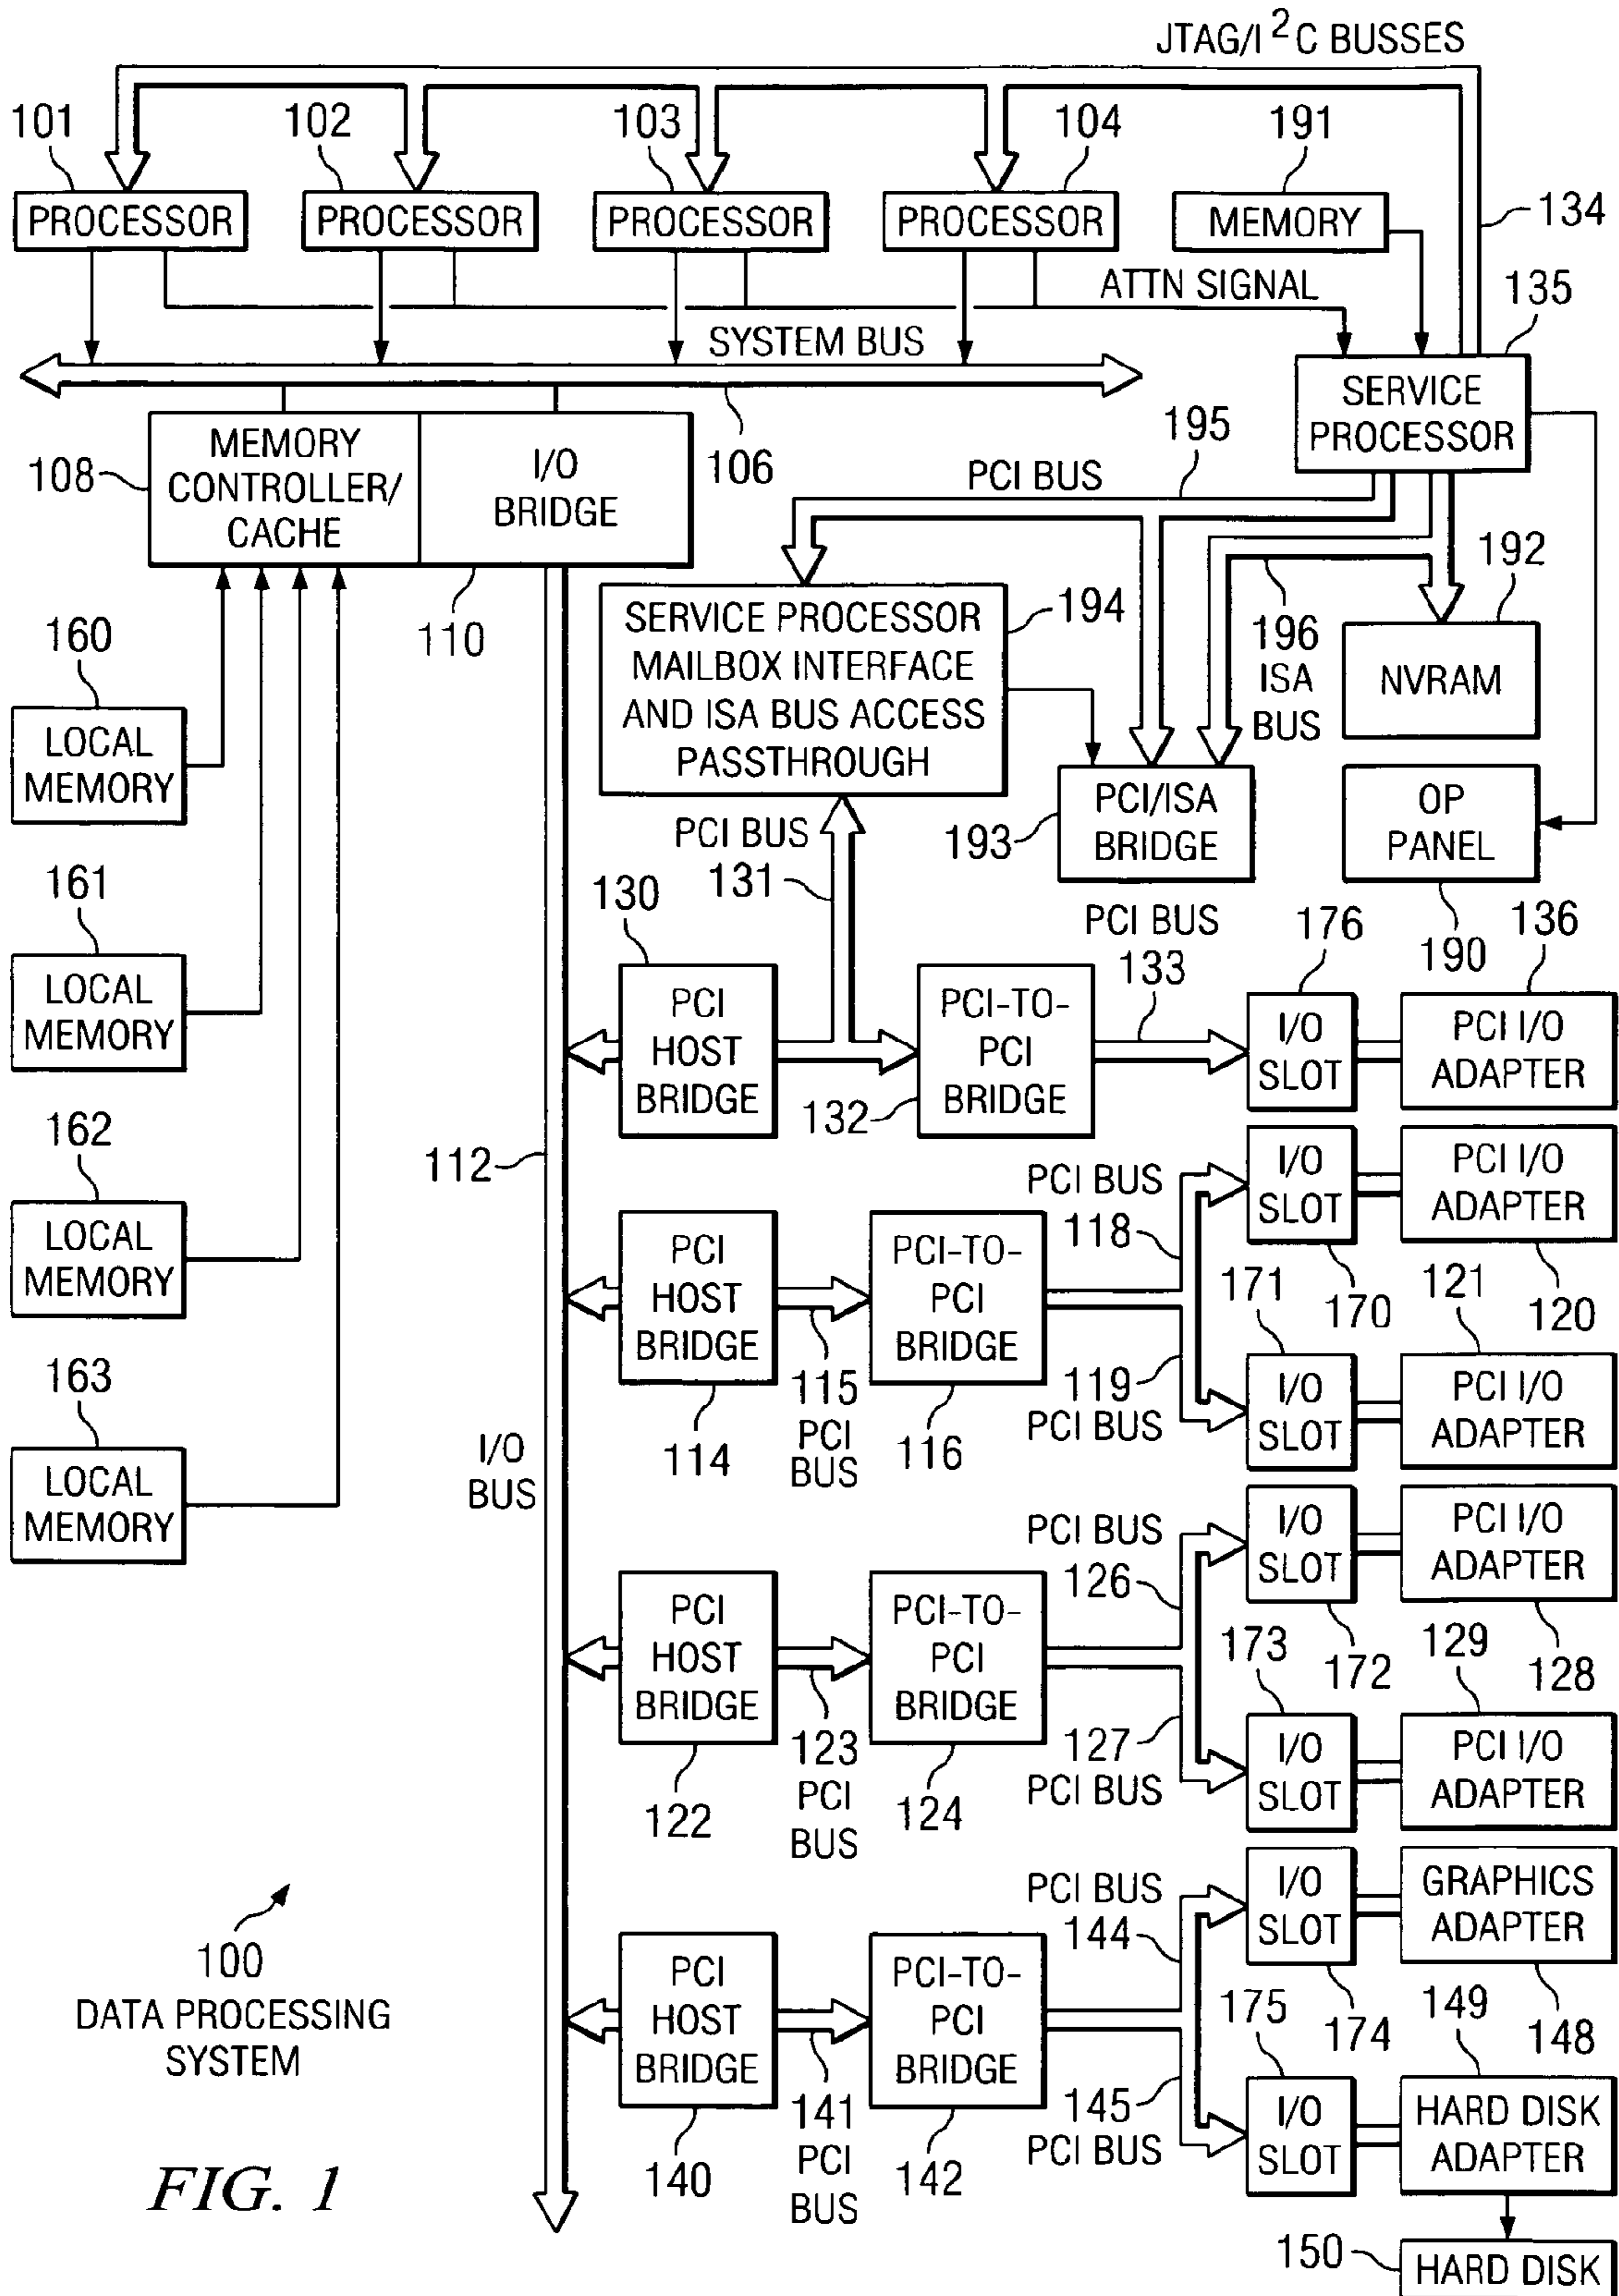 JTAG/I²C BUSSES
101
102
103
104
191
PROCESSOR
PROCESSOR
PROCESSOR
PROCESSOR
MEMORY
134
ATTN SIGNAL
135
SYSTEM BUS
SERVICE
PROCESSOR
108
MEMORY
CONTROLLER/
CACHE
I/O
BRIDGE
106
195
PCI BUS
110
192
SERVICE PROCESSOR
MAILBOX INTERFACE
AND ISA BUS ACCESS
PASSTHROUGH
194
196
ISA
BUS
NVRAM
160
LOCAL
MEMORY
PCI BUS
131
193
PCI/ISA
BRIDGE
OP
PANEL
190
161
LOCAL
MEMORY
130
PCI
HOST
BRIDGE
132
PCI-TO-
PCI
BRIDGE
PCI BUS
133
176
I/O
SLOT
136
PCI I/O
ADAPTER
162
LOCAL
MEMORY
112
PCI
HOST
BRIDGE
114
115
PCI
BUS
PCI-TO-
PCI
BRIDGE
116
PCI BUS
118
I/O
SLOT
170
PCI I/O
ADAPTER
120
119
PCI BUS
171
I/O
SLOT
121
PCI I/O
ADAPTER
163
LOCAL
MEMORY
I/O
BUS
PCI
HOST
BRIDGE
122
123
PCI
BUS
PCI-TO-
PCI
BRIDGE
124
PCI BUS
126
I/O
SLOT
172
PCI I/O
ADAPTER
128
127
PCI BUS
173
I/O
SLOT
129
PCI I/O
ADAPTER
100
DATA PROCESSING
SYSTEM
PCI
HOST
BRIDGE
140
141
PCI
BUS
PCI-TO-
PCI
BRIDGE
142
PCI BUS
144
I/O
SLOT
174
GRAPHICS
ADAPTER
148
145
PCI BUS
175
I/O
SLOT
149
HARD DISK
ADAPTER
150
HARD DISK
FIG. 1